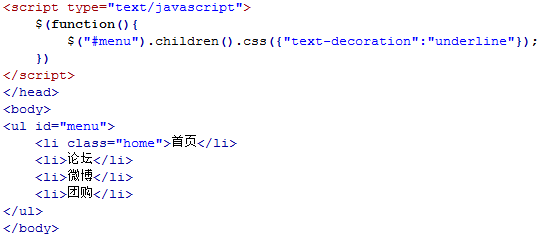 <script type="text/javascript">
$(function(){
$("#menu").children().css({"text-decoration":"underline"});
})
</script>
</head>
<body>
<ul id="menu">
<li class="home">首页</li>
<li>论坛</li>
<li>微博</li>
<li>团购</li>
</ul>
</body>